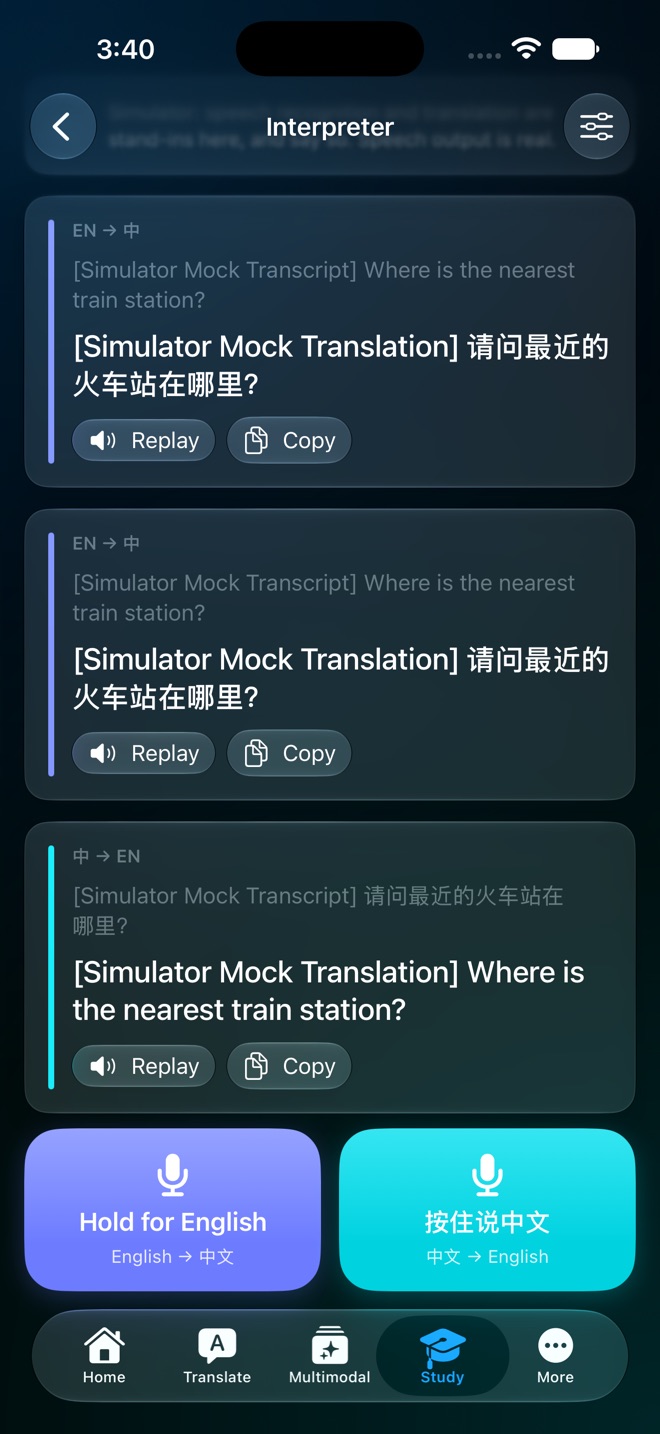 3:40
Interpreter
EN → 中
[Simulator Mock Transcript] Where is the nearest
train station?
[Simulator Mock Translation] 请问最近的
火车站在哪里?
Replay
Copy
EN → 中
[Simulator Mock Transcript] Where is the nearest
train station?
[Simulator Mock Translation] 请问最近的
火车站在哪里?
Replay
Copy
中 → EN
[Simulator Mock Transcript] 请问最近的火车站在
哪里?
[Simulator Mock Translation] Where is
the nearest train station?
Replay
Copy
Hold for English
English → 中文
按住说中文
中文 → English
Home
Translate
Multimodal
Study
More